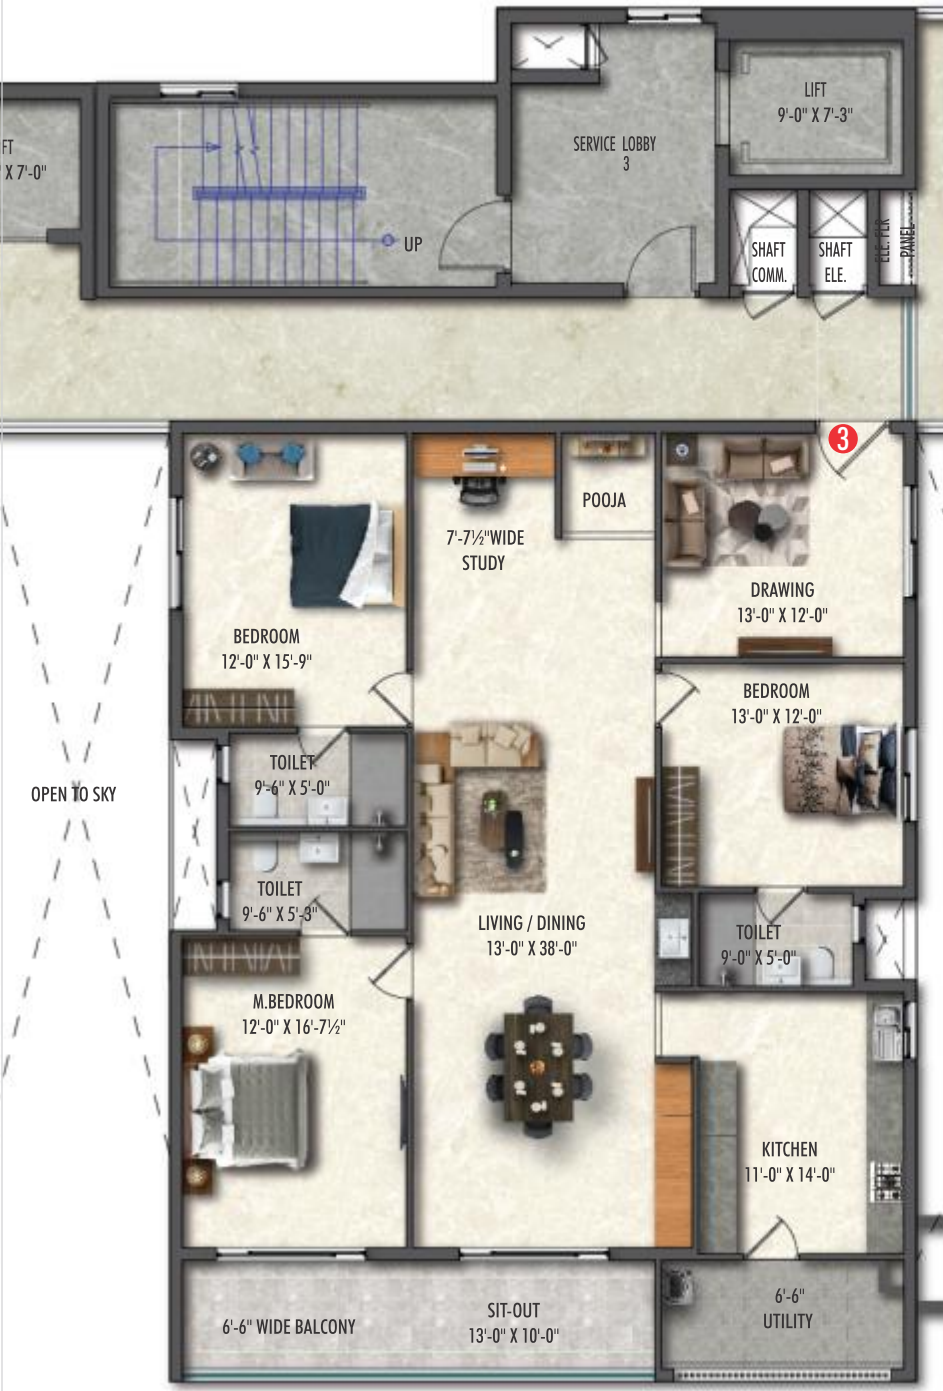 LIFT
9'-0" X 7'-3"
SERVICE LOBBY
3
FT
X 7'-0"
UP
SHAFT
COMM.
SHAFT
ELE.
ELE. FLR
PANEL
3
POOJA
7'-7½"WIDE
STUDY
DRAWING
13'-0" X 12'-0"
BEDROOM
12'-0" X 15'-9"
BEDROOM
13'-0" X 12'-0"
TOILET
9'-6" X 5'-0"
OPEN TO SKY
TOILET
9'-6" X 5'-3"
LIVING / DINING
13'-0" X 38'-0"
TOILET
9'-0" X 5'-0"
M.BEDROOM
12'-0" X 16'-7½"
KITCHEN
11'-0" X 14'-0"
6'-6" WIDE BALCONY
SIT-OUT
13'-0" X 10'-0"
6'-6"
UTILITY